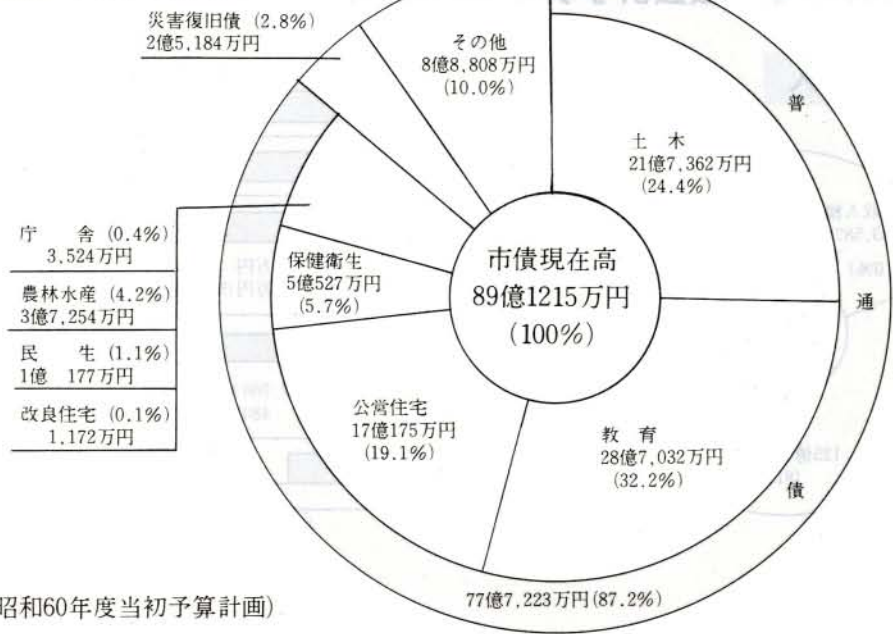 災害復旧債 (2.8%)
2億5,184万円
その他
8億8,808万円
(10.0%)
土木
21億7,362万円
(24.4%)
普通債
市債現在高
89億1215万円
(100%)
庁舎 (0.4%)
3,524万円
農林水産 (4.2%)
3億7,254万円
民生 (1.1%)
1億 177万円
改良住宅 (0.1%)
1,172万円
保健衛生
5億527万円
(5.7%)
公営住宅
17億175万円
(19.1%)
教育
28億7,032万円
(32.2%)
77億7,223万円(87.2%)
昭和60年度当初予算計画)